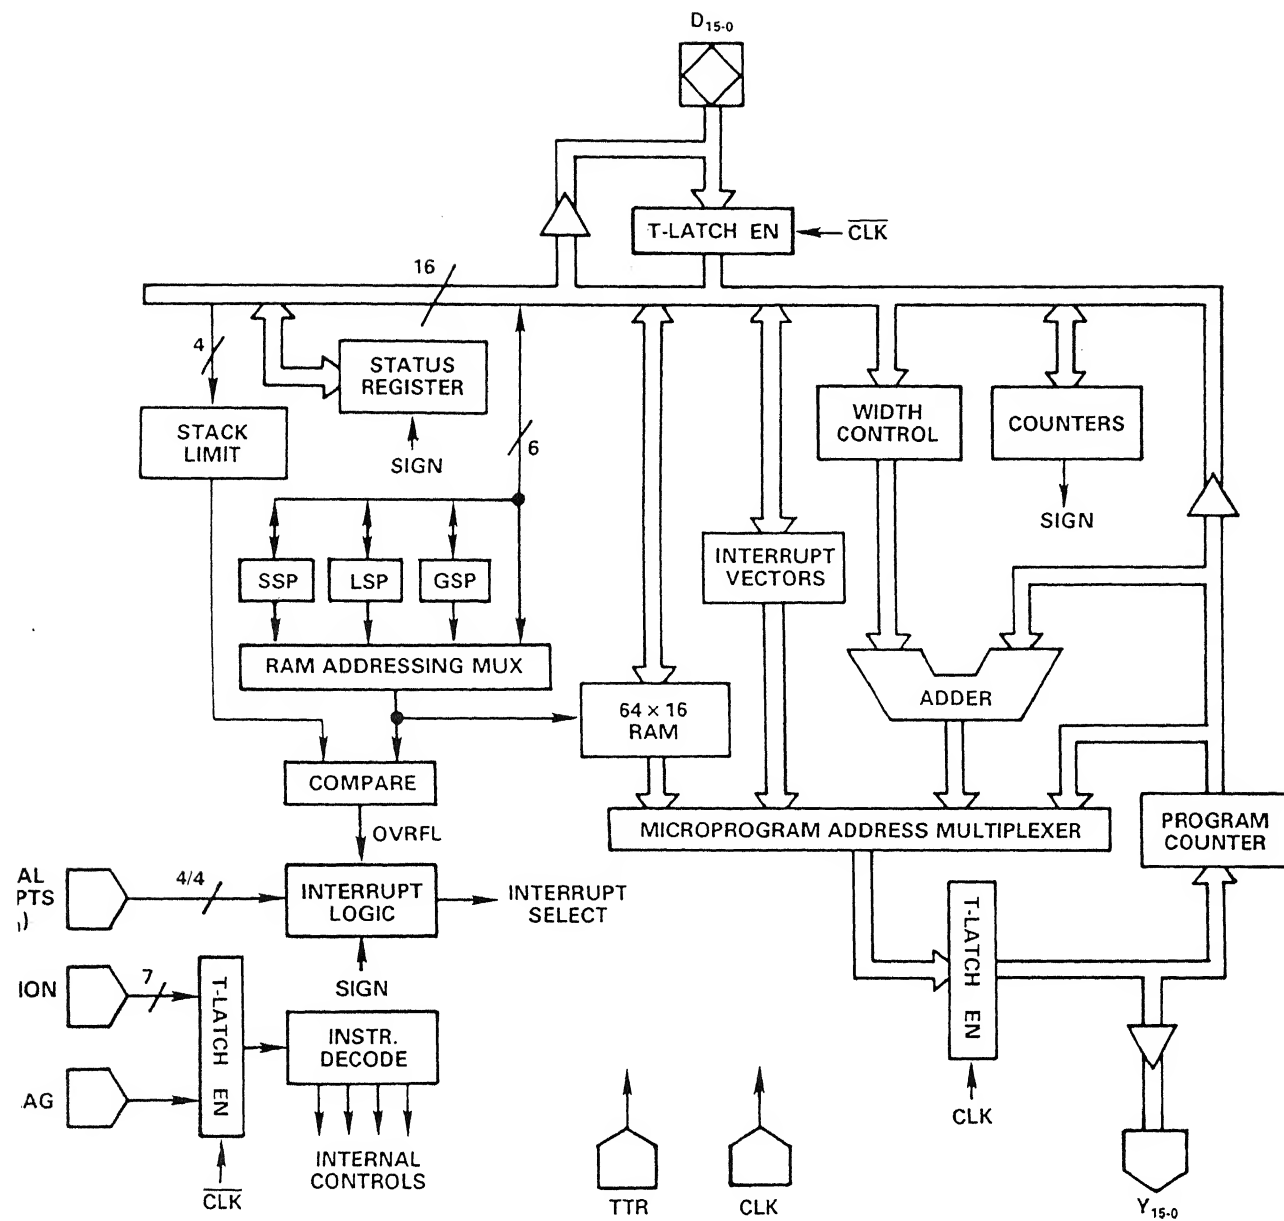 D15-0
T-LATCH EN
CLK
16
4
STATUS
REGISTER
SIGN
STACK
LIMIT
6
WIDTH
CONTROL
COUNTERS
SIGN
INTERRUPT
VECTORS
SSP
LSP
GSP
RAM ADDRESSING MUX
64 × 16
RAM
ADDER
COMPARE
OVRFL
MICROPROGRAM ADDRESS MULTIPLEXER
PROGRAM
COUNTER
AL
PTS
)
4/4
INTERRUPT
LOGIC
INTERRUPT
SELECT
SIGN
ION
7
T-LATCH EN
INSTR.
DECODE
AG
CLK
INTERNAL
CONTROLS
T-LATCH EN
CLK
TTR
CLK
Y15-0